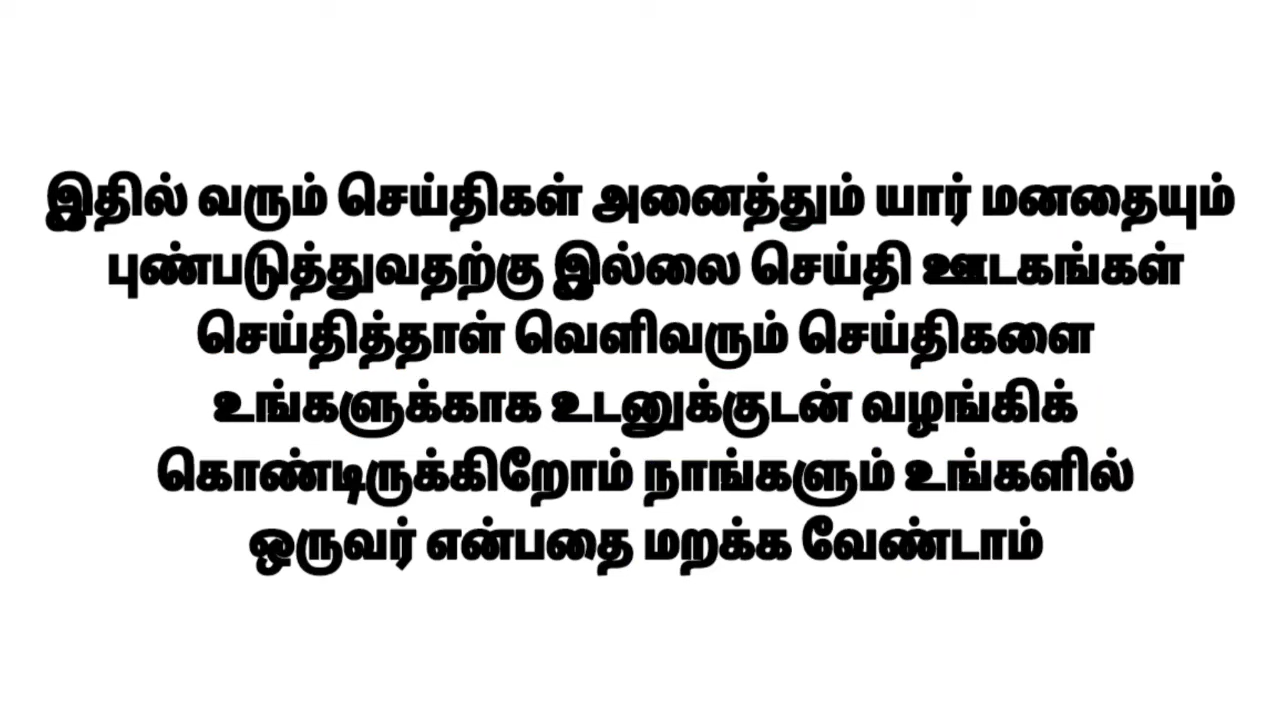 இதில் வரும் செய்திகள் அனைத்தும் யார் மனதையும்
புண்படுத்துவதற்கு இல்லை செய்தி ஊடகங்கள்
செய்தித்தாள் வெளிவரும் செய்திகளை
உங்களுக்காக உடனுக்குடன் வழங்கிக்
கொண்டிருக்கிறோம் நாங்களும் உங்களில்
ஒருவர் என்பதை மறக்க வேண்டாம்